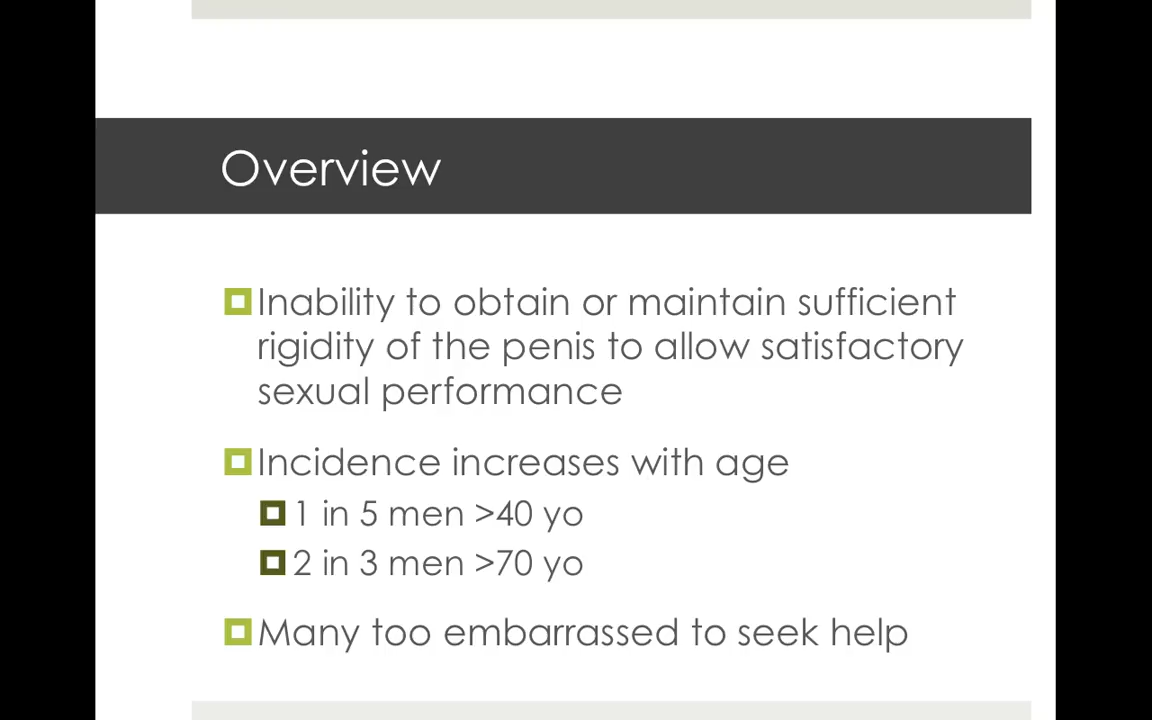 Overview
Inability to obtain or maintain sufficient
rigidity of the penis to allow satisfactory
sexual performance
Incidence increases with age
1 in 5 men >40 yo
2 in 3 men >70 yo
Many too embarrassed to seek help